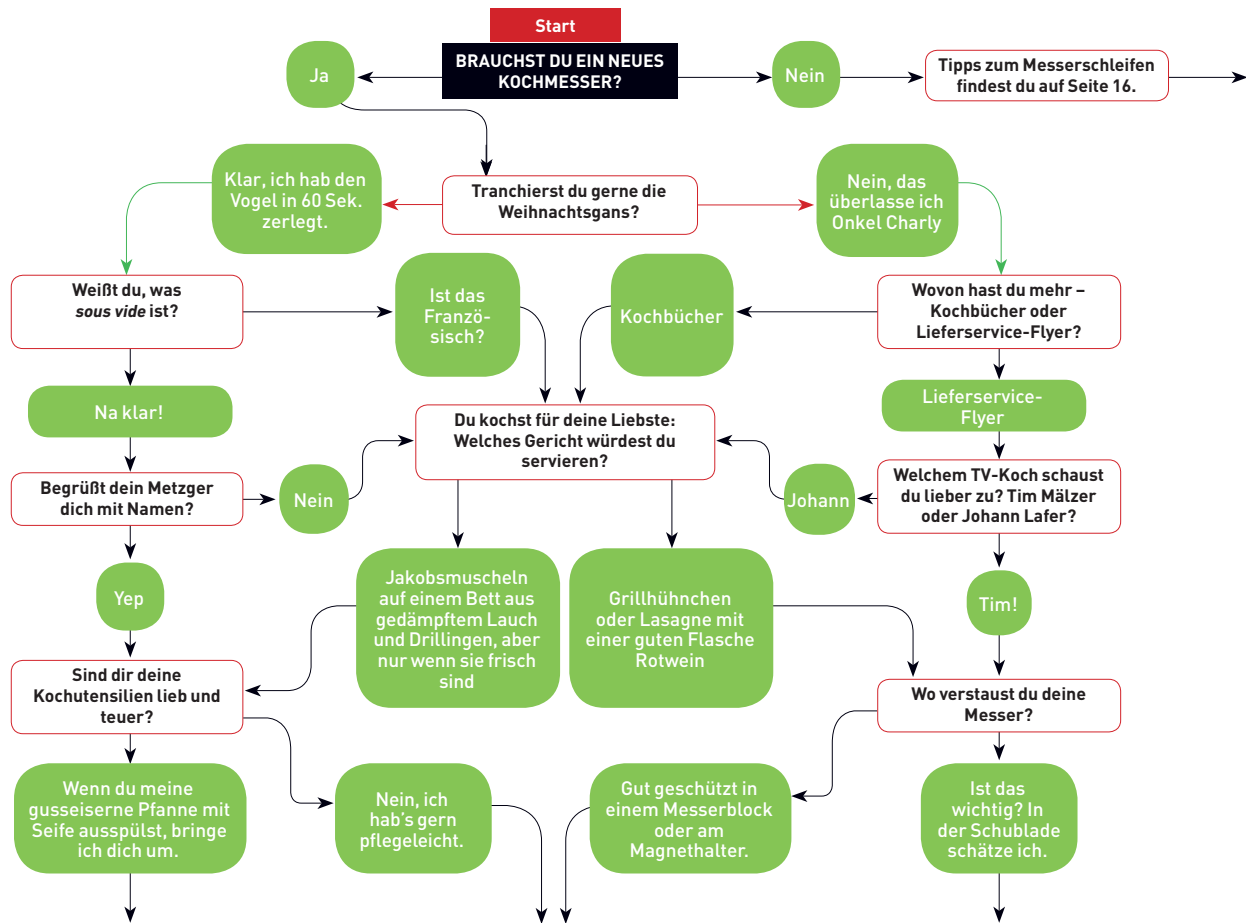 Start
BRAUCHST DU EIN NEUES
KOCHMESSER?
Ja
Nein
Tipps zum Messerschleifen
findest du auf Seite 16.
Klar, ich hab den
Vogel in 60 Sek.
zerlegt.
Tranchierst du gerne die
Weihnachtsgans?
Nein, das
überlasse ich
Onkel Charly
Weißt du, was
sous vide ist?
Ist das
Franzö-
sisch?
Kochbücher
Wovon hast du mehr –
Kochbücher oder
Lieferservice-Flyer?
Na klar!
Du kochst für deine Liebste:
Welches Gericht würdest du
servieren?
Lieferservice-
Flyer
Begrüßt dein Metzger
dich mit Namen?
Nein
Johann
Welchem TV-Koch schaust
du lieber zu? Tim Mälzer
oder Johann Lafer?
Yep
Jakobsmuscheln
auf einem Bett aus
gedämpftem Lauch
und Drillingen, aber
nur wenn sie frisch
sind
Grillhühnchen
oder Lasagne mit
einer guten Flasche
Rotwein
Tim!
Sind dir deine
Kochutensilien lieb und
teuer?
Wo verstaust du deine
Messer?
Wenn du meine
gusseiserne Pfanne mit
Seife ausspülst, bringe
ich dich um.
Nein, ich
hab's gern
pflegeleicht.
Gut geschützt in
einem Messerblock
oder am
Magnethalter.
Ist das
wichtig? In
der Schublade
schätze ich.